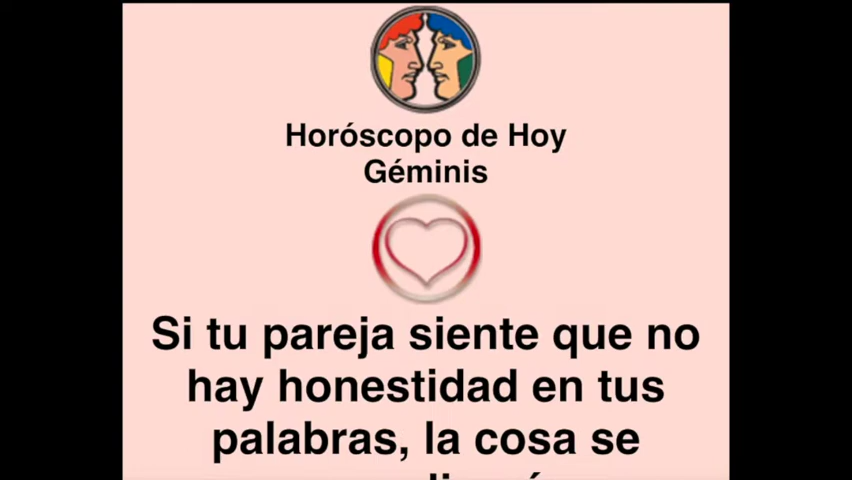 Horóscopo de Hoy
Géminis
Si tu pareja siente que no
hay honestidad en tus
palabras, la cosa se